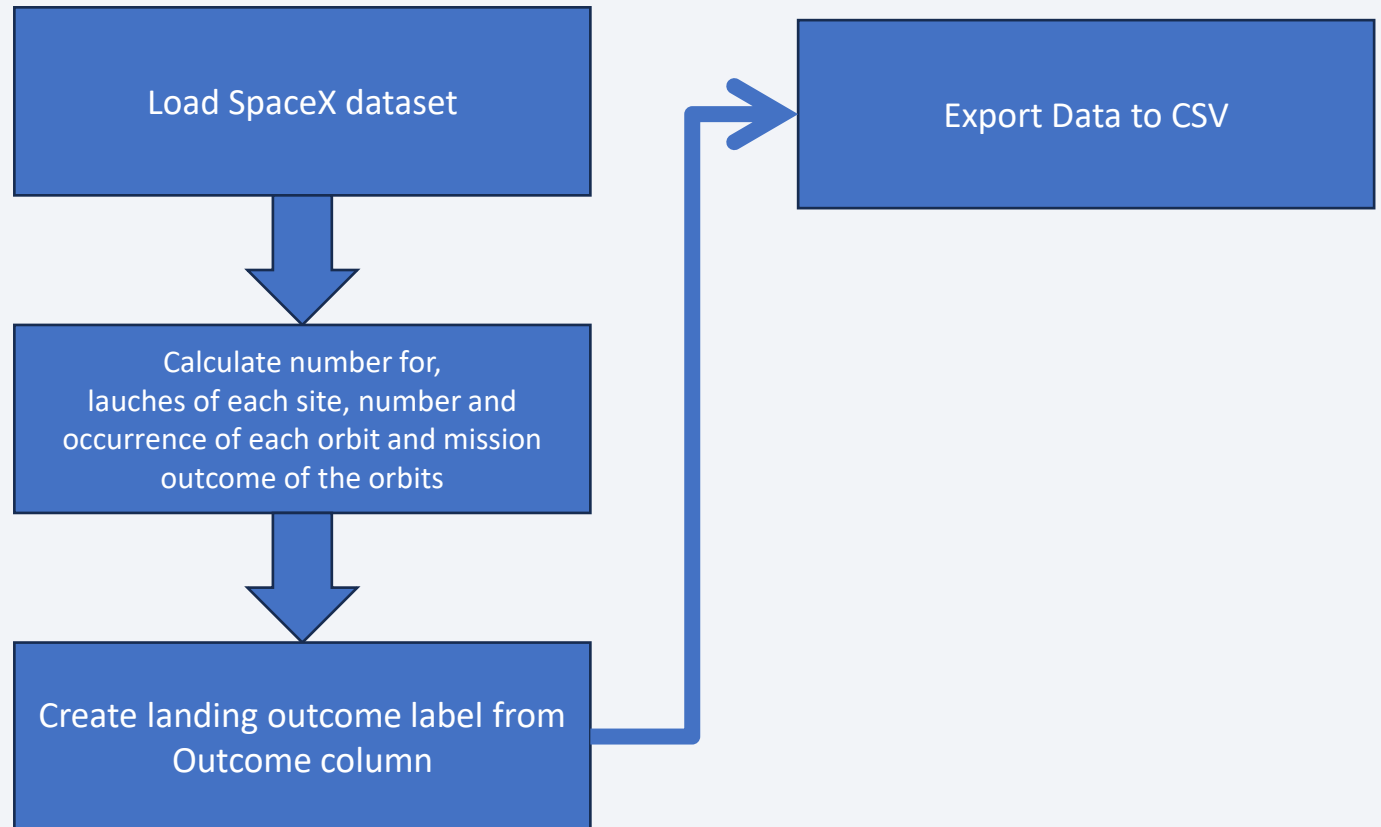 Load SpaceX dataset
Calculate number for,
lauches of each site, number and
occurrence of each orbit and mission
outcome of the orbits
Create landing outcome label from
Outcome column
Export Data to CSV